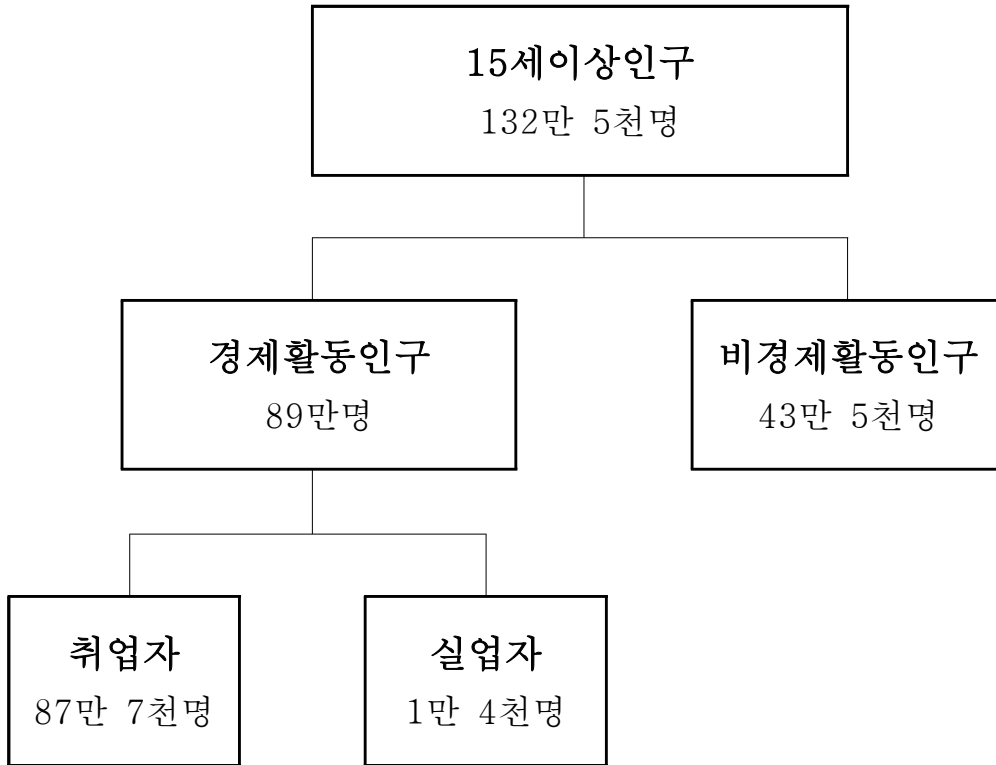 15세이상인구
132만 5천명
경제활동인구
89만명
비경제활동인구
43만 5천명
취업자
87만 7천명
실업자
1만 4천명